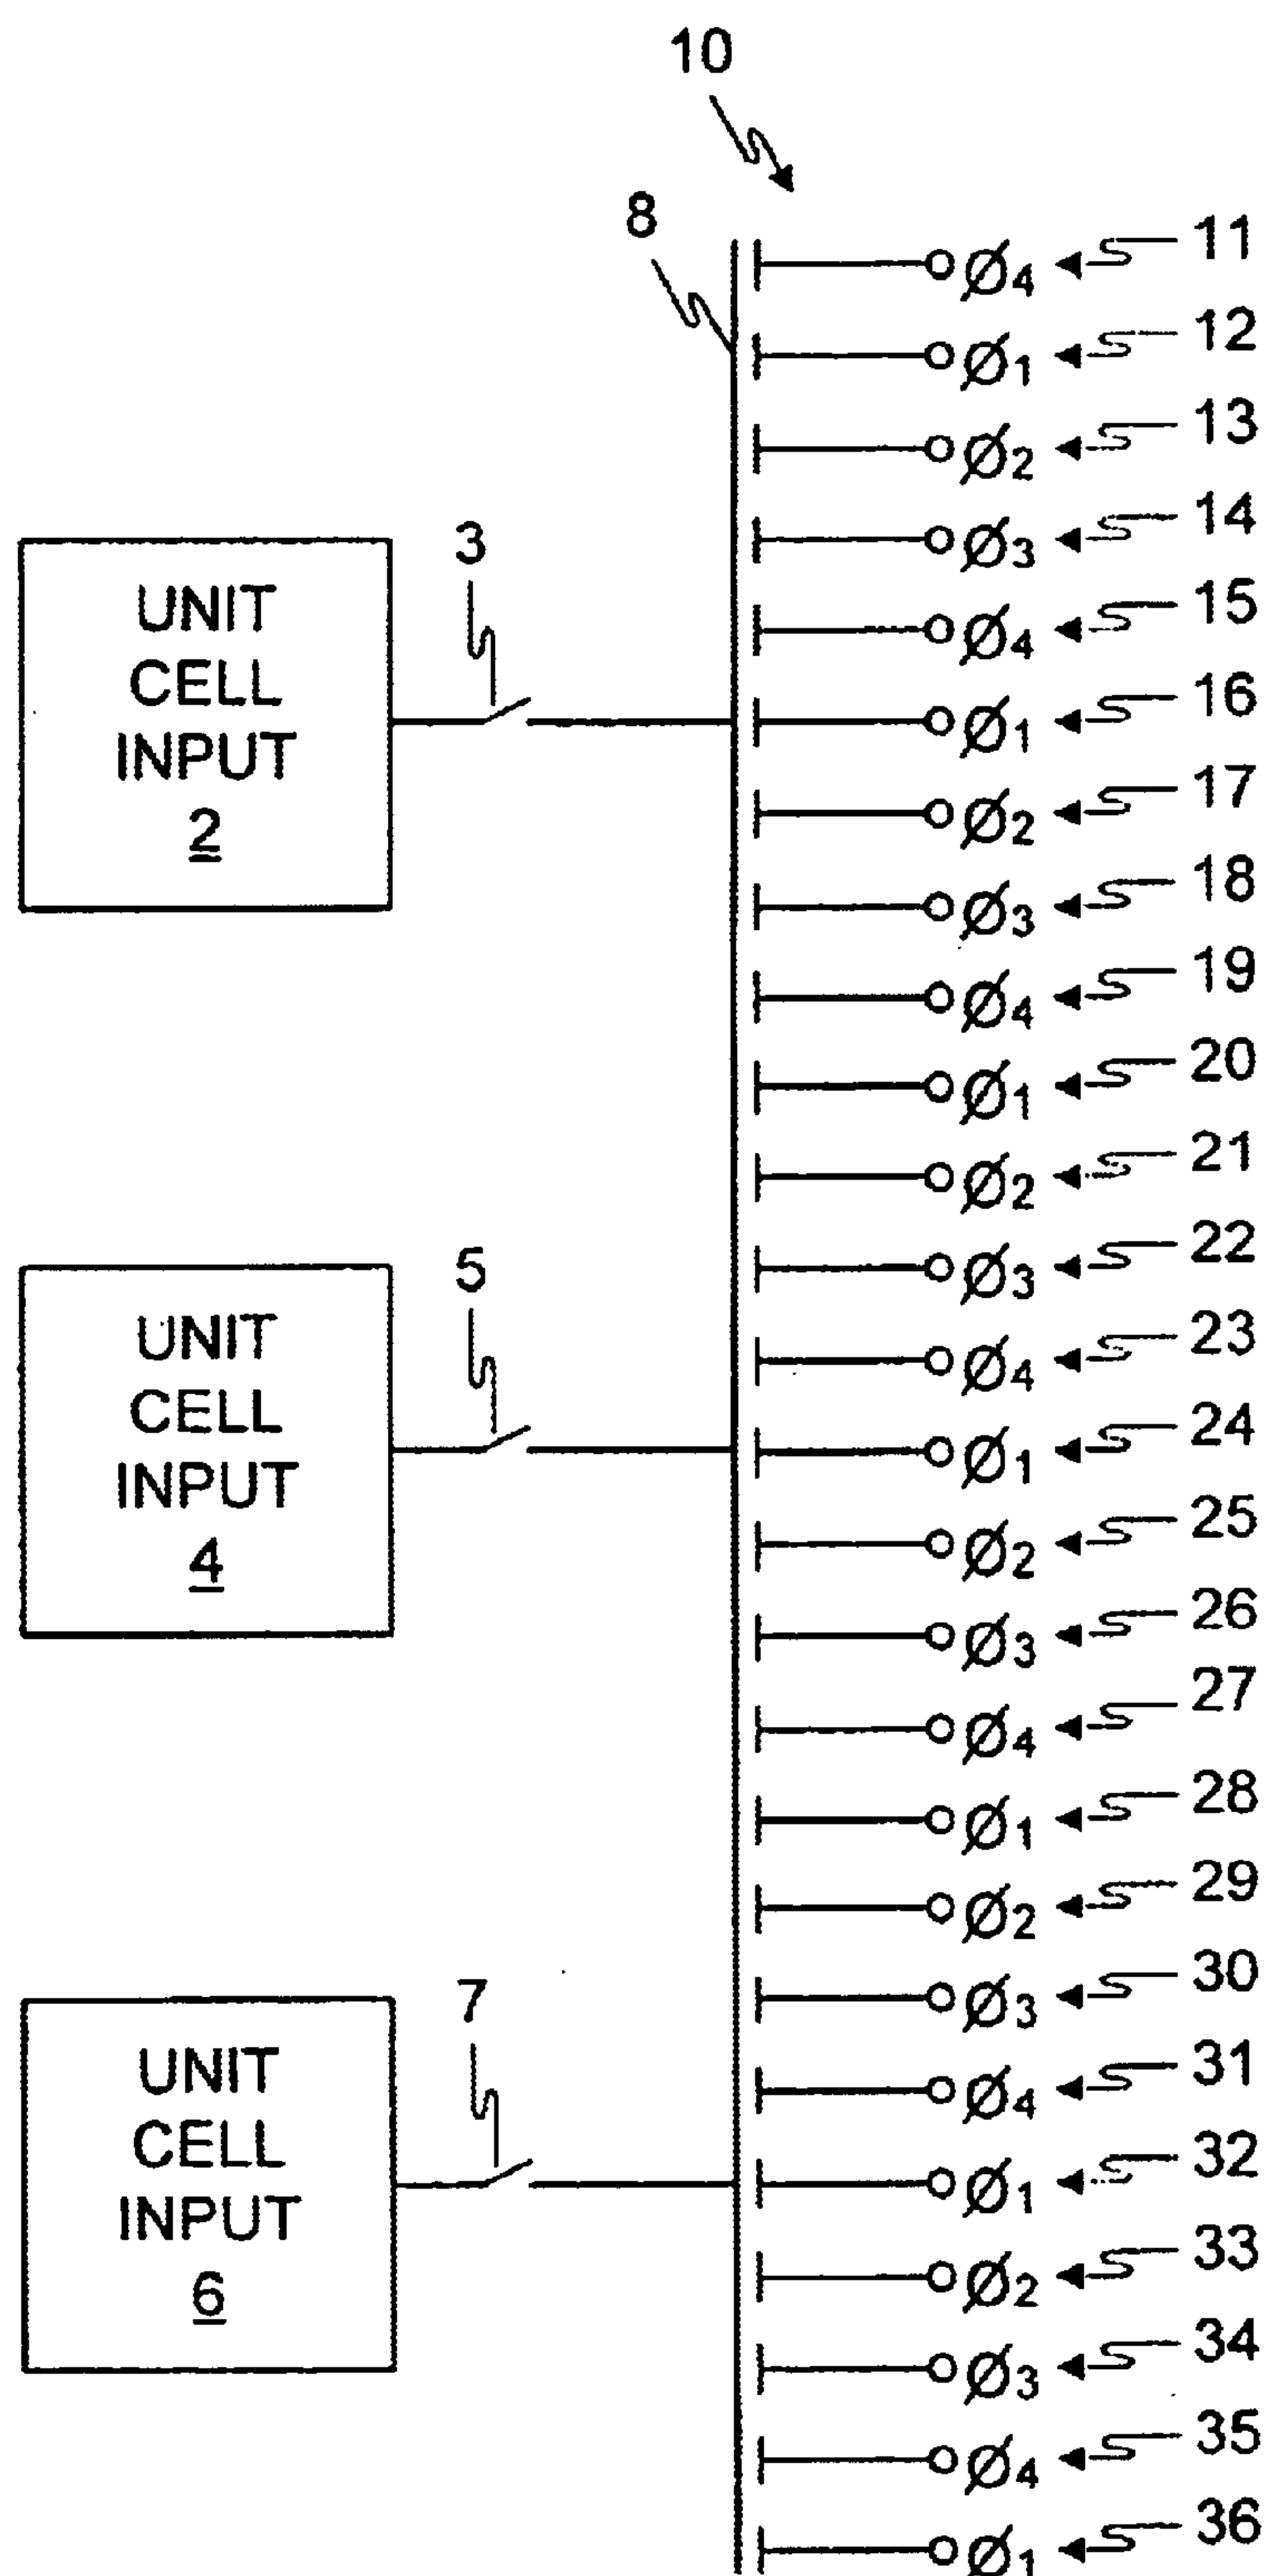 10
8
Ø4 11
Ø1 12
Ø2 13
Ø3 14
Ø4 15
Ø1 16
Ø2 17
Ø3 18
Ø4 19
Ø1 20
Ø2 21
Ø3 22
Ø4 23
Ø1 24
Ø2 25
Ø3 26
Ø4 27
Ø1 28
Ø2 29
Ø3 30
Ø4 31
Ø1 32
Ø2 33
Ø3 34
Ø4 35
Ø1 36
UNIT
CELL
INPUT
2
3
UNIT
CELL
INPUT
4
5
UNIT
CELL
INPUT
6
7